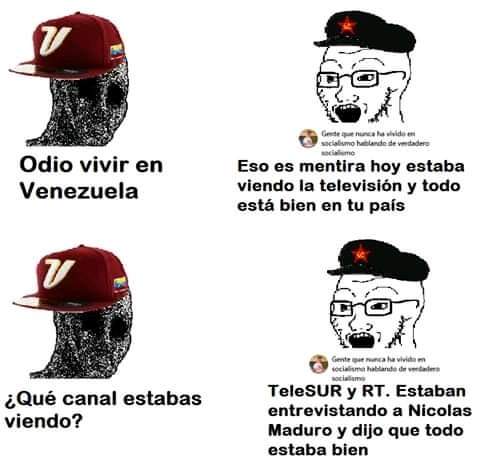 V
Gente que nunca ha vivido en
socialismo hablando de verdadero
socialismo
Odio vivir en
Venezuela
Eso es mentira hoy estaba
viendo la televisión y todo
está bien en tu país
V
Gente que nunca ha vivido en
socialismo hablando de verdadero
socialismo
¿Qué canal estabas
viendo?
TeleSUR y RT. Estaban
entrevistando a Nicolas
Maduro y dijo que todo
estaba bien